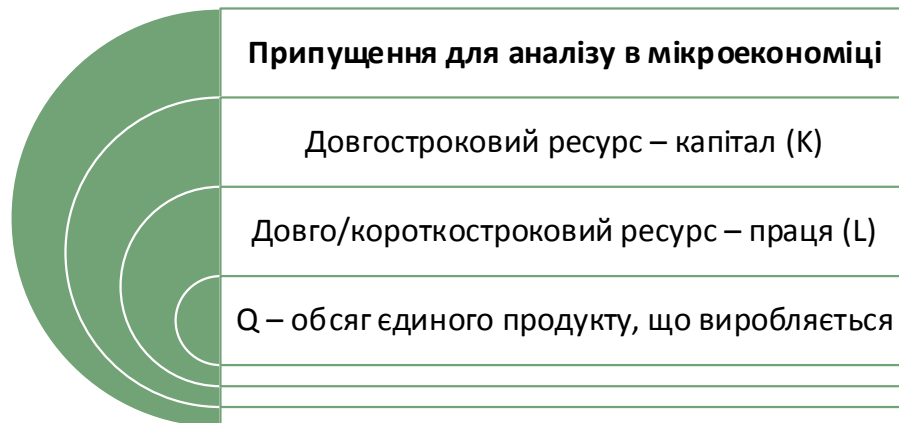 Припущення для аналізу в мікроекономіці
Довгостроковий ресурс – капітал (K)
Довго/короткостроковий ресурс – праця (L)
Q – обсяг єдиного продукту, що виробляється